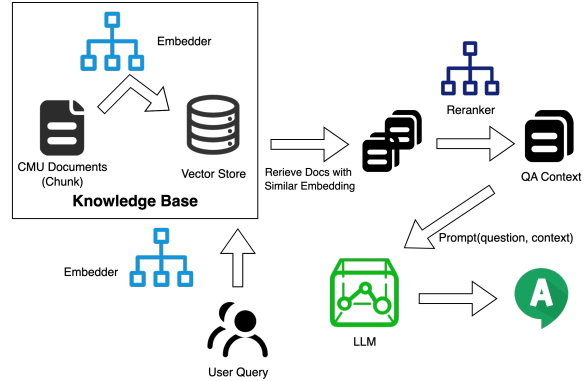 Embedder
CMU Documents
(Chunk)
Vector Store
Knowledge Base
Rerieve Docs with
Similar Embedding
Reranker
QA Context
Embedder
User Query
Prompt(question, context)
LLM
A